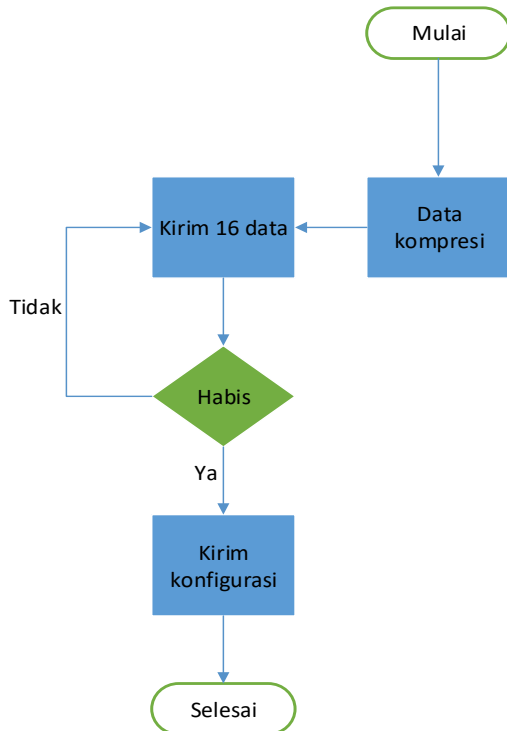 Mulai
Data
kompresi
Kirim 16 data
Tidak
Habis
Ya
Kirim
konfigurasi
Selesai